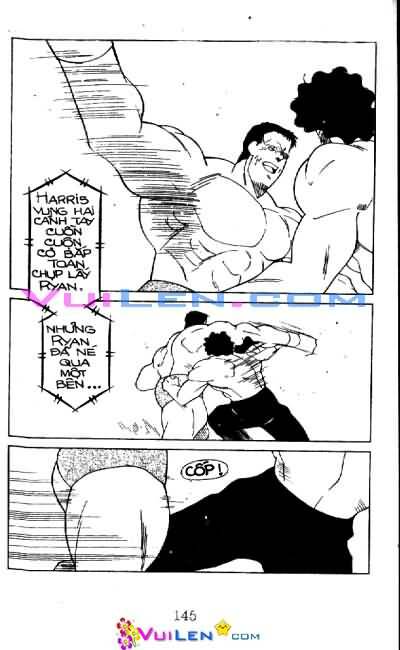 HARRIS
VUNG HAI
CÁNH TAY
CUỒN
CUỘN
CƠ BẮP
TOAN
CHỤP LẤY
RYAN.
VuiLen.com
NHƯNG
RYAN
ĐÃ NÉ
QUA
MỘT
BÊN...
CỐP!
145
VuiLen.com